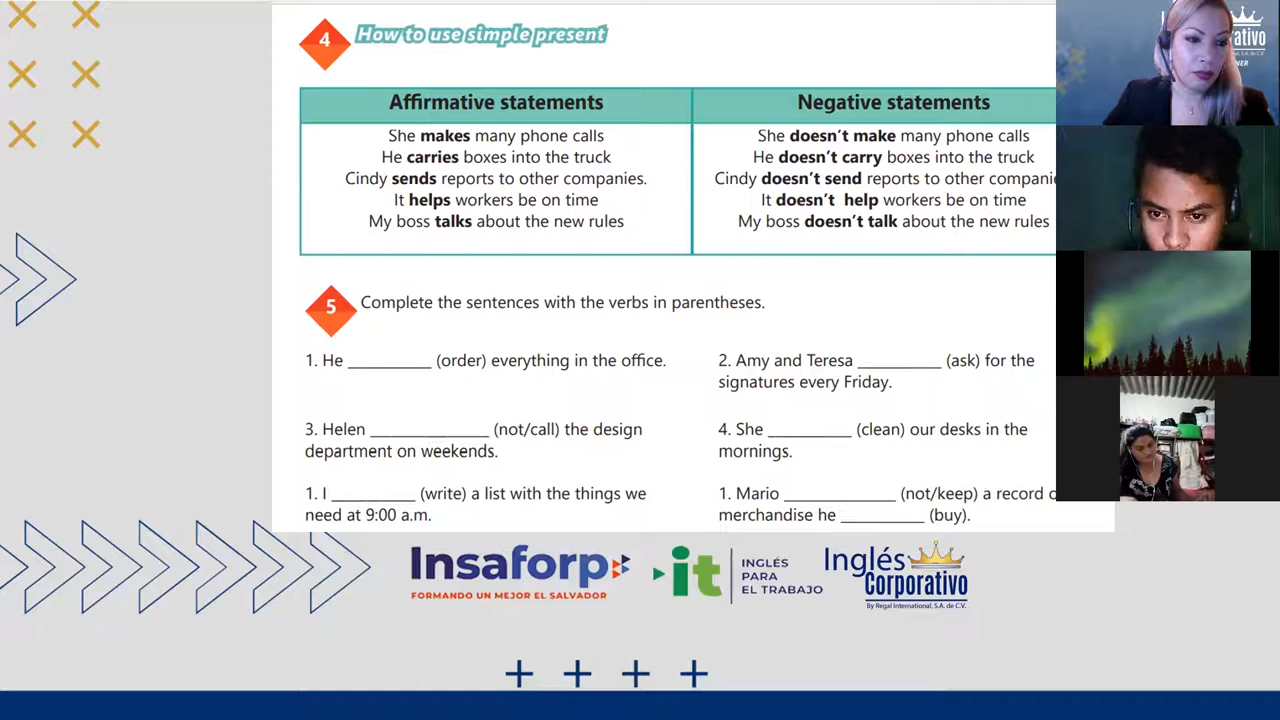 4 How to use simple present
Affirmative statements
She makes many phone calls
He carries boxes into the truck
Cindy sends reports to other companies.
It helps workers be on time
My boss talks about the new rules
Negative statements
She doesn't make many phone calls
He doesn't carry boxes into the truck
Cindy doesn't send reports to other companie
It doesn't help workers be on time
My boss doesn't talk about the new rules
5 Complete the sentences with the verbs in parentheses.
1. He _________ (order) everything in the office.
2. Amy and Teresa _________ (ask) for the
signatures every Friday.
3. Helen _____________ (not/call) the design
department on weekends.
4. She _________ (clean) our desks in the
mornings.
1. I _________ (write) a list with the things we
need at 9:00 a.m.
1. Mario ____________ (not/keep) a record o
merchandise he _________ (buy).
Insaforp
FORMANDO UN MEJOR EL SALVADOR
it
INGLÉS
PARA
EL TRABAJO
Inglés
Corporativo
By Regal International, S.A. de C.V.